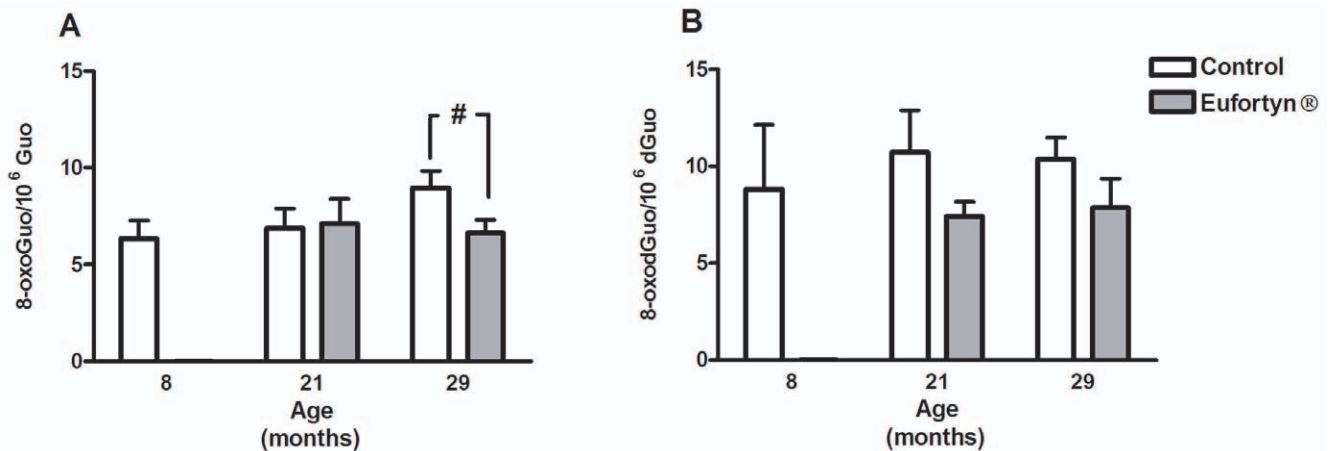 A
8-oxoGuo/10⁶ Guo
15
10
5
0
#
8
21
29
Age
(months)
B
8-oxodGuo/10⁶ dGuo
15
10
5
0
8
21
29
Age
(months)
Control
Eufortyn ®